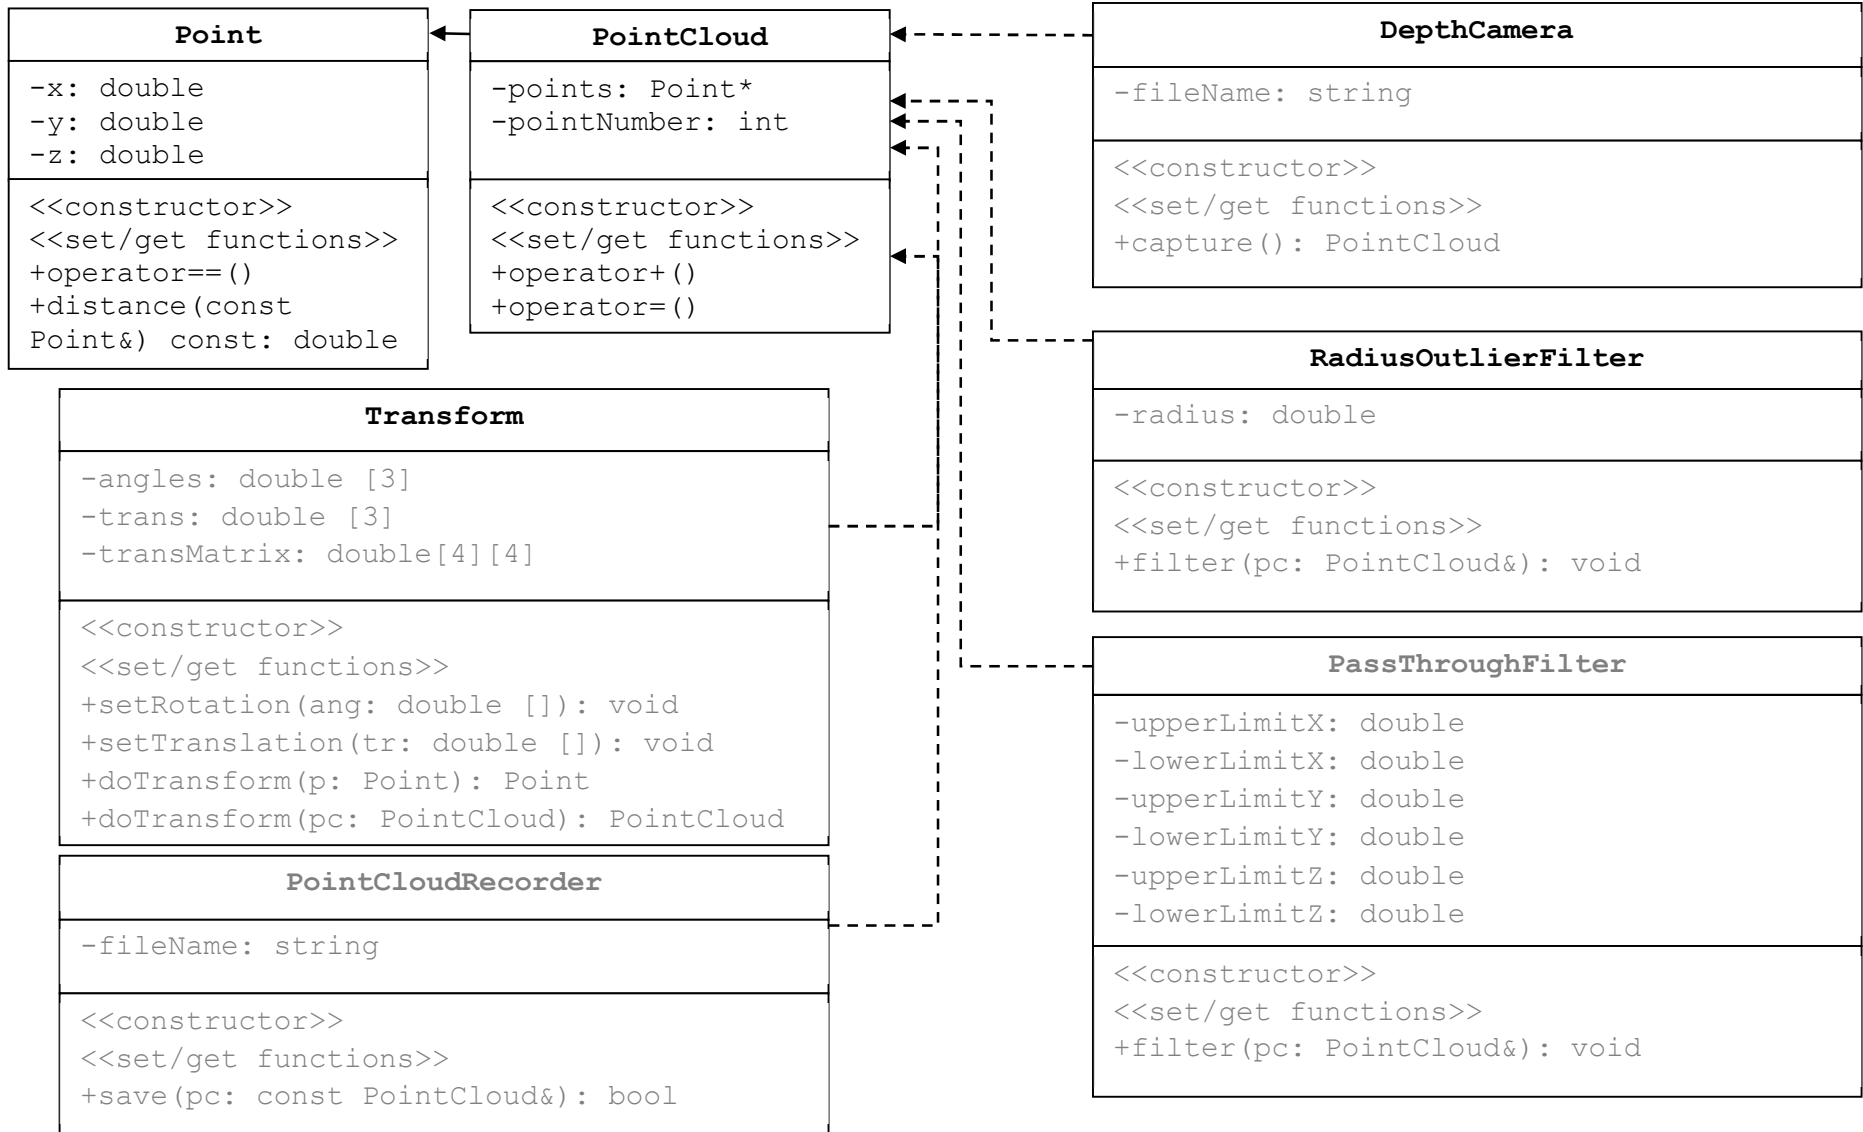 Point
-x: double
-y: double
-z: double
<<constructor>>
<<set/get functions>>
+operator==()
+distance(const
Point&) const: double
PointCloud
-points: Point*
-pointNumber: int
<<constructor>>
<<set/get functions>>
+operator+()
+operator=()
DepthCamera
-fileName: string
<<constructor>>
<<set/get functions>>
+capture(): PointCloud
RadiusOutlierFilter
-radius: double
<<constructor>>
<<set/get functions>>
+filter(pc: PointCloud&): void
Transform
-angles: double [3]
-trans: double [3]
-transMatrix: double[4][4]
<<constructor>>
<<set/get functions>>
+setRotation(ang: double []): void
+setTranslation(tr: double []): void
+doTransform(p: Point): Point
+doTransform(pc: PointCloud): PointCloud
PassThroughFilter
-upperLimitX: double
-lowerLimitX: double
-upperLimitY: double
-lowerLimitY: double
-upperLimitZ: double
-lowerLimitZ: double
<<constructor>>
<<set/get functions>>
+filter(pc: PointCloud&): void
PointCloudRecorder
-fileName: string
<<constructor>>
<<set/get functions>>
+save(pc: const PointCloud&): bool